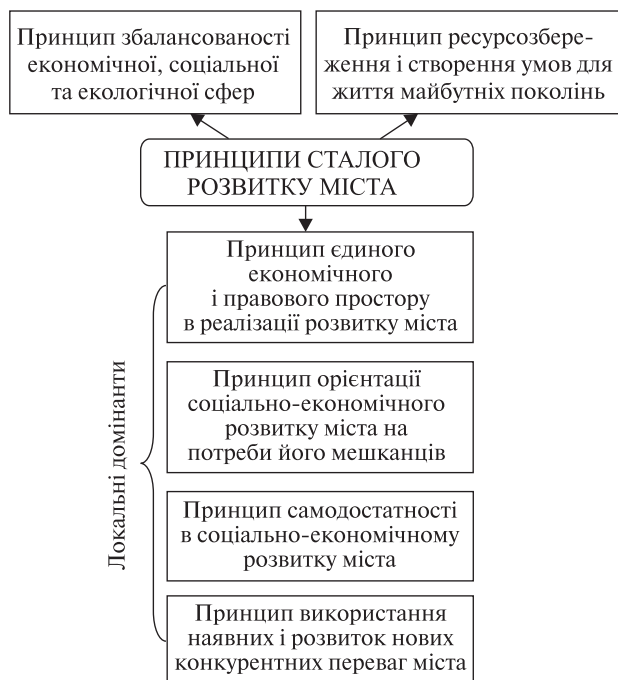 Принцип збалансованості
економічної, соціальної
та екологічної сфер
Принцип ресурсозбере-
ження і створення умов для
життя майбутніх поколінь
ПРИНЦИПИ СТАЛОГО
РОЗВИТКУ МІСТА
Принцип єдиного
економічного
і правового простору
в реалізації розвитку міста
Локальні домінанти
Принцип орієнтації
соціально-економічного
розвитку міста на
потреби його мешканців
Принцип самодостатності
в соціально-економічному
розвитку міста
Принцип використання
наявних і розвиток нових
конкурентних переваг міста